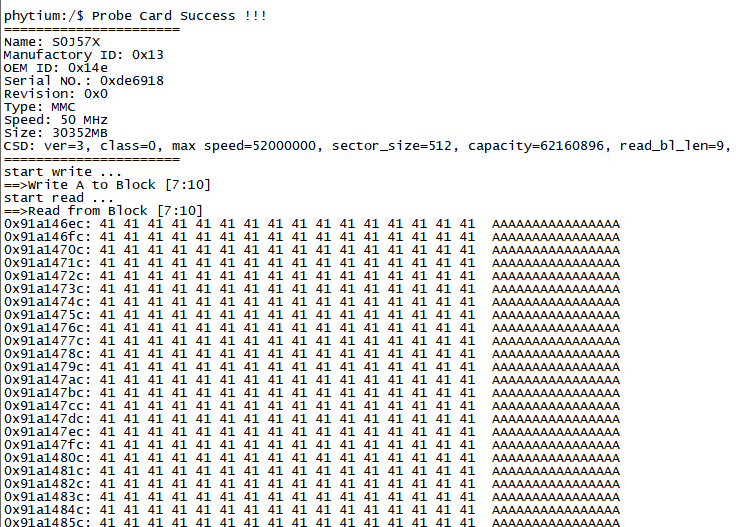 phytium:/$ Probe Card Success !!!
======================
Name: S0J57X
Manufactory ID: 0x13
OEM ID: 0x14e
Serial NO.: 0xde6918
Revision: 0x0
Type: MMC
Speed: 50 MHz
Size: 30352MB
CSD: ver=3, class=0, max speed=52000000, sector_size=512, capacity=62160896, read_bl_len=9,
======================
start write ...
==>Write A to Block [7:10]
start read ...
==>Read from Block [7:10]
0x91a146ec: 41 41 41 41 41 41 41 41 41 41 41 41 41 41 41 41  AAAAAAAAAAAAAAAA
0x91a146fc: 41 41 41 41 41 41 41 41 41 41 41 41 41 41 41 41  AAAAAAAAAAAAAAAA
0x91a1470c: 41 41 41 41 41 41 41 41 41 41 41 41 41 41 41 41  AAAAAAAAAAAAAAAA
0x91a1471c: 41 41 41 41 41 41 41 41 41 41 41 41 41 41 41 41  AAAAAAAAAAAAAAAA
0x91a1472c: 41 41 41 41 41 41 41 41 41 41 41 41 41 41 41 41  AAAAAAAAAAAAAAAA
0x91a1473c: 41 41 41 41 41 41 41 41 41 41 41 41 41 41 41 41  AAAAAAAAAAAAAAAA
0x91a1474c: 41 41 41 41 41 41 41 41 41 41 41 41 41 41 41 41  AAAAAAAAAAAAAAAA
0x91a1475c: 41 41 41 41 41 41 41 41 41 41 41 41 41 41 41 41  AAAAAAAAAAAAAAAA
0x91a1476c: 41 41 41 41 41 41 41 41 41 41 41 41 41 41 41 41  AAAAAAAAAAAAAAAA
0x91a1477c: 41 41 41 41 41 41 41 41 41 41 41 41 41 41 41 41  AAAAAAAAAAAAAAAA
0x91a1478c: 41 41 41 41 41 41 41 41 41 41 41 41 41 41 41 41  AAAAAAAAAAAAAAAA
0x91a1479c: 41 41 41 41 41 41 41 41 41 41 41 41 41 41 41 41  AAAAAAAAAAAAAAAA
0x91a147ac: 41 41 41 41 41 41 41 41 41 41 41 41 41 41 41 41  AAAAAAAAAAAAAAAA
0x91a147bc: 41 41 41 41 41 41 41 41 41 41 41 41 41 41 41 41  AAAAAAAAAAAAAAAA
0x91a147cc: 41 41 41 41 41 41 41 41 41 41 41 41 41 41 41 41  AAAAAAAAAAAAAAAA
0x91a147dc: 41 41 41 41 41 41 41 41 41 41 41 41 41 41 41 41  AAAAAAAAAAAAAAAA
0x91a147ec: 41 41 41 41 41 41 41 41 41 41 41 41 41 41 41 41  AAAAAAAAAAAAAAAA
0x91a147fc: 41 41 41 41 41 41 41 41 41 41 41 41 41 41 41 41  AAAAAAAAAAAAAAAA
0x91a1480c: 41 41 41 41 41 41 41 41 41 41 41 41 41 41 41 41  AAAAAAAAAAAAAAAA
0x91a1481c: 41 41 41 41 41 41 41 41 41 41 41 41 41 41 41 41  AAAAAAAAAAAAAAAA
0x91a1482c: 41 41 41 41 41 41 41 41 41 41 41 41 41 41 41 41  AAAAAAAAAAAAAAAA
0x91a1483c: 41 41 41 41 41 41 41 41 41 41 41 41 41 41 41 41  AAAAAAAAAAAAAAAA
0x91a1484c: 41 41 41 41 41 41 41 41 41 41 41 41 41 41 41 41  AAAAAAAAAAAAAAAA
0x91a1485c: 41 41 41 41 41 41 41 41 41 41 41 41 41 41 41 41  AAAAAAAAAAAAAAAA